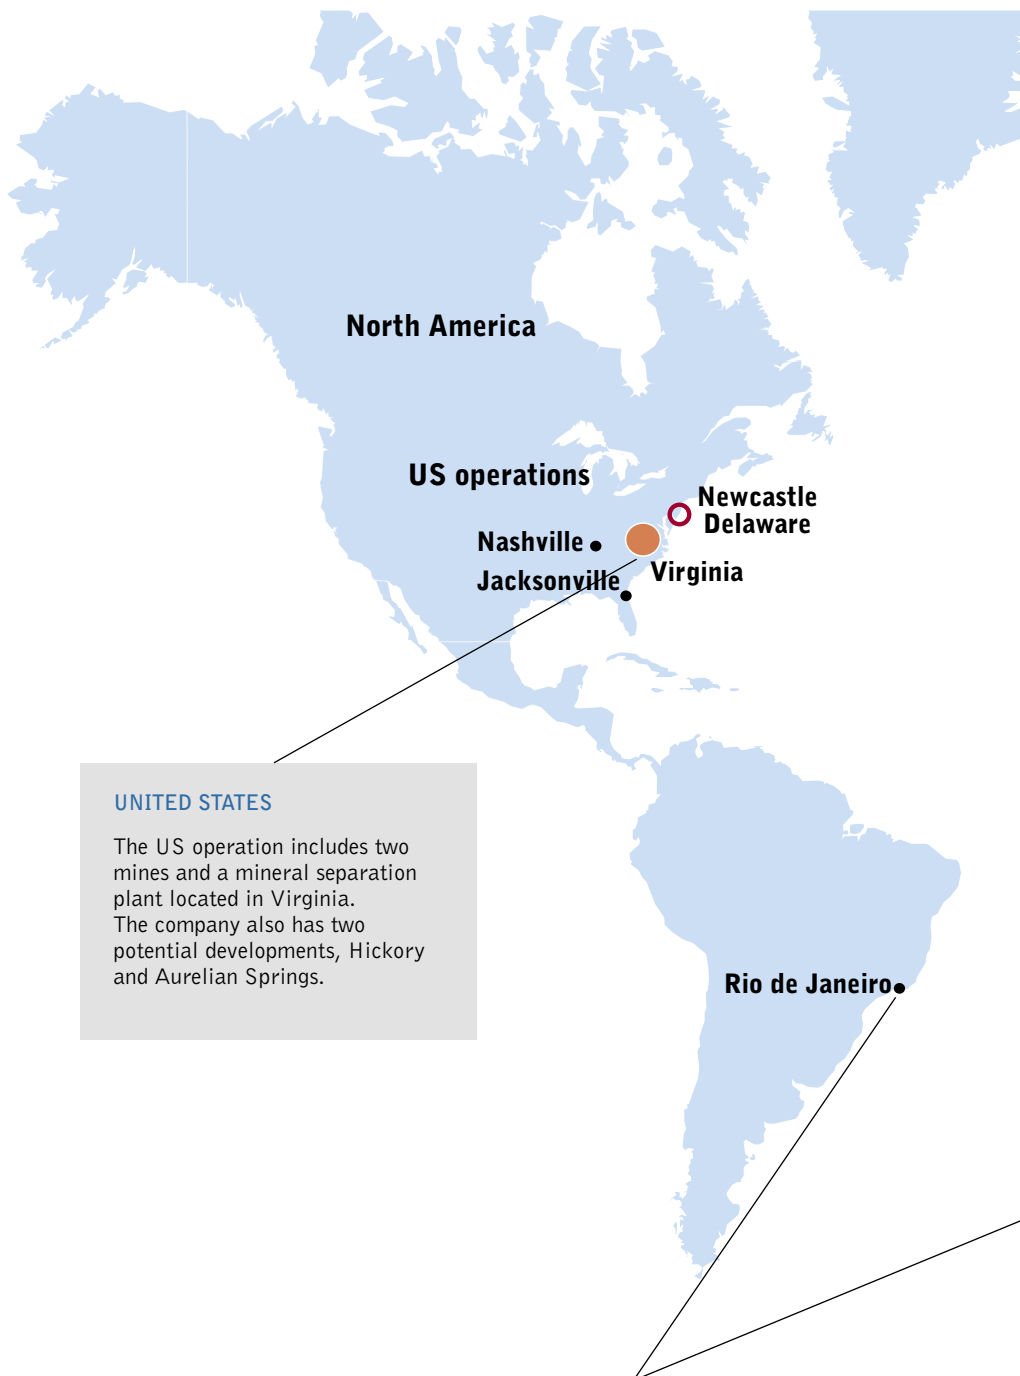 North America
US operations
Newcastle
Delaware
Nashville
Virginia
Jacksonville
UNITED STATES
The US operation includes two
mines and a mineral separation
plant located in Virginia.
The company also has two
potential developments, Hickory
and Aurelian Springs.
Rio de Janeiro